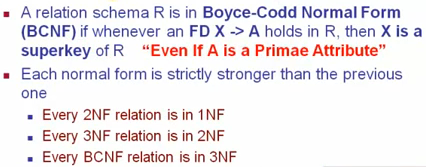 A relation schema R is in Boyce-Codd Normal Form
(BCNF) if whenever an FD X -> A holds in R, then X is a
superkey of R “Even If A is a Primae Attribute”
Each normal form is strictly stronger than the previous
one
Every 2NF relation is in 1NF
Every 3NF relation is in 2NF
Every BCNF relation is in 3NF